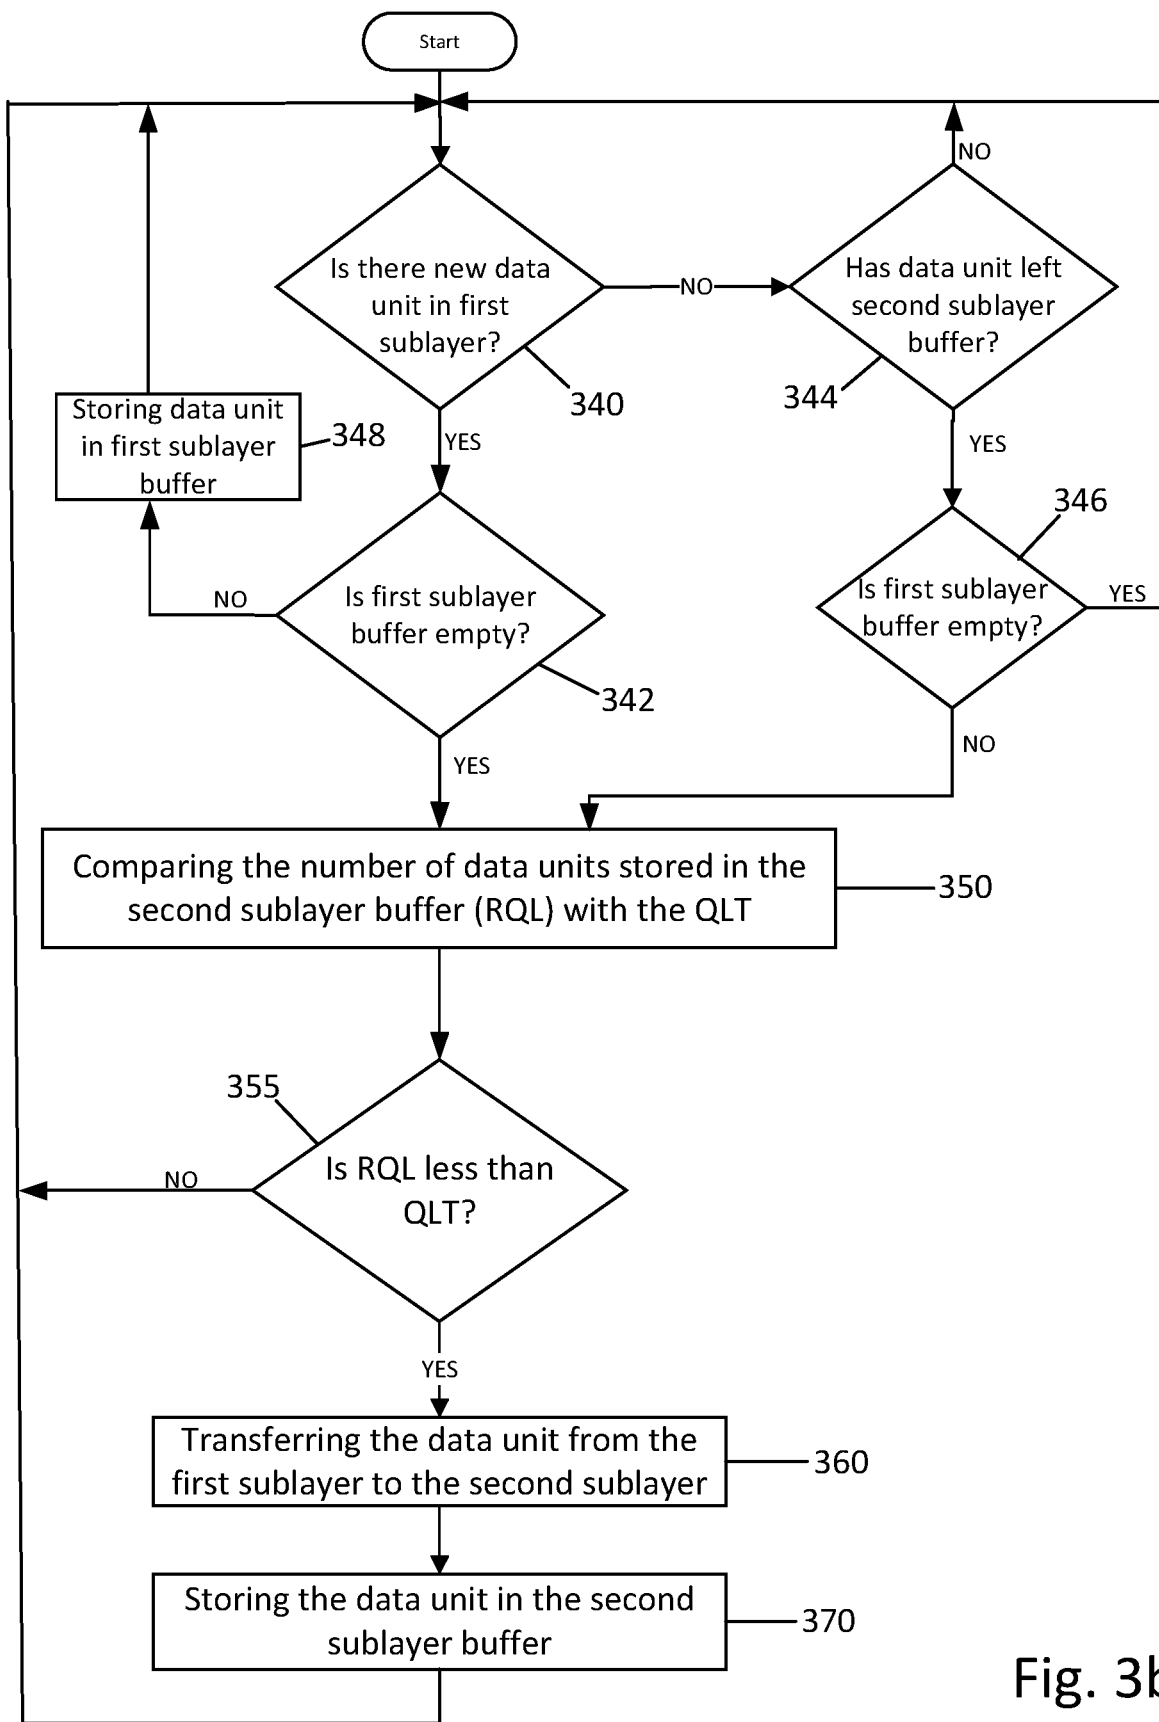 Start
NO
Is there new data
unit in first
sublayer?
NO
Has data unit left
second sublayer
buffer?
340
344
Storing data unit
in first sublayer
buffer
348
YES
YES
346
NO
Is first sublayer
buffer empty?
Is first sublayer
buffer empty?
YES
342
YES
NO
Comparing the number of data units stored in the
second sublayer buffer (RQL) with the QLT
350
355
Is RQL less than
QLT?
NO
YES
Transferring the data unit from the
first sublayer to the second sublayer
360
Storing the data unit in the second
sublayer buffer
370
Fig. 3b